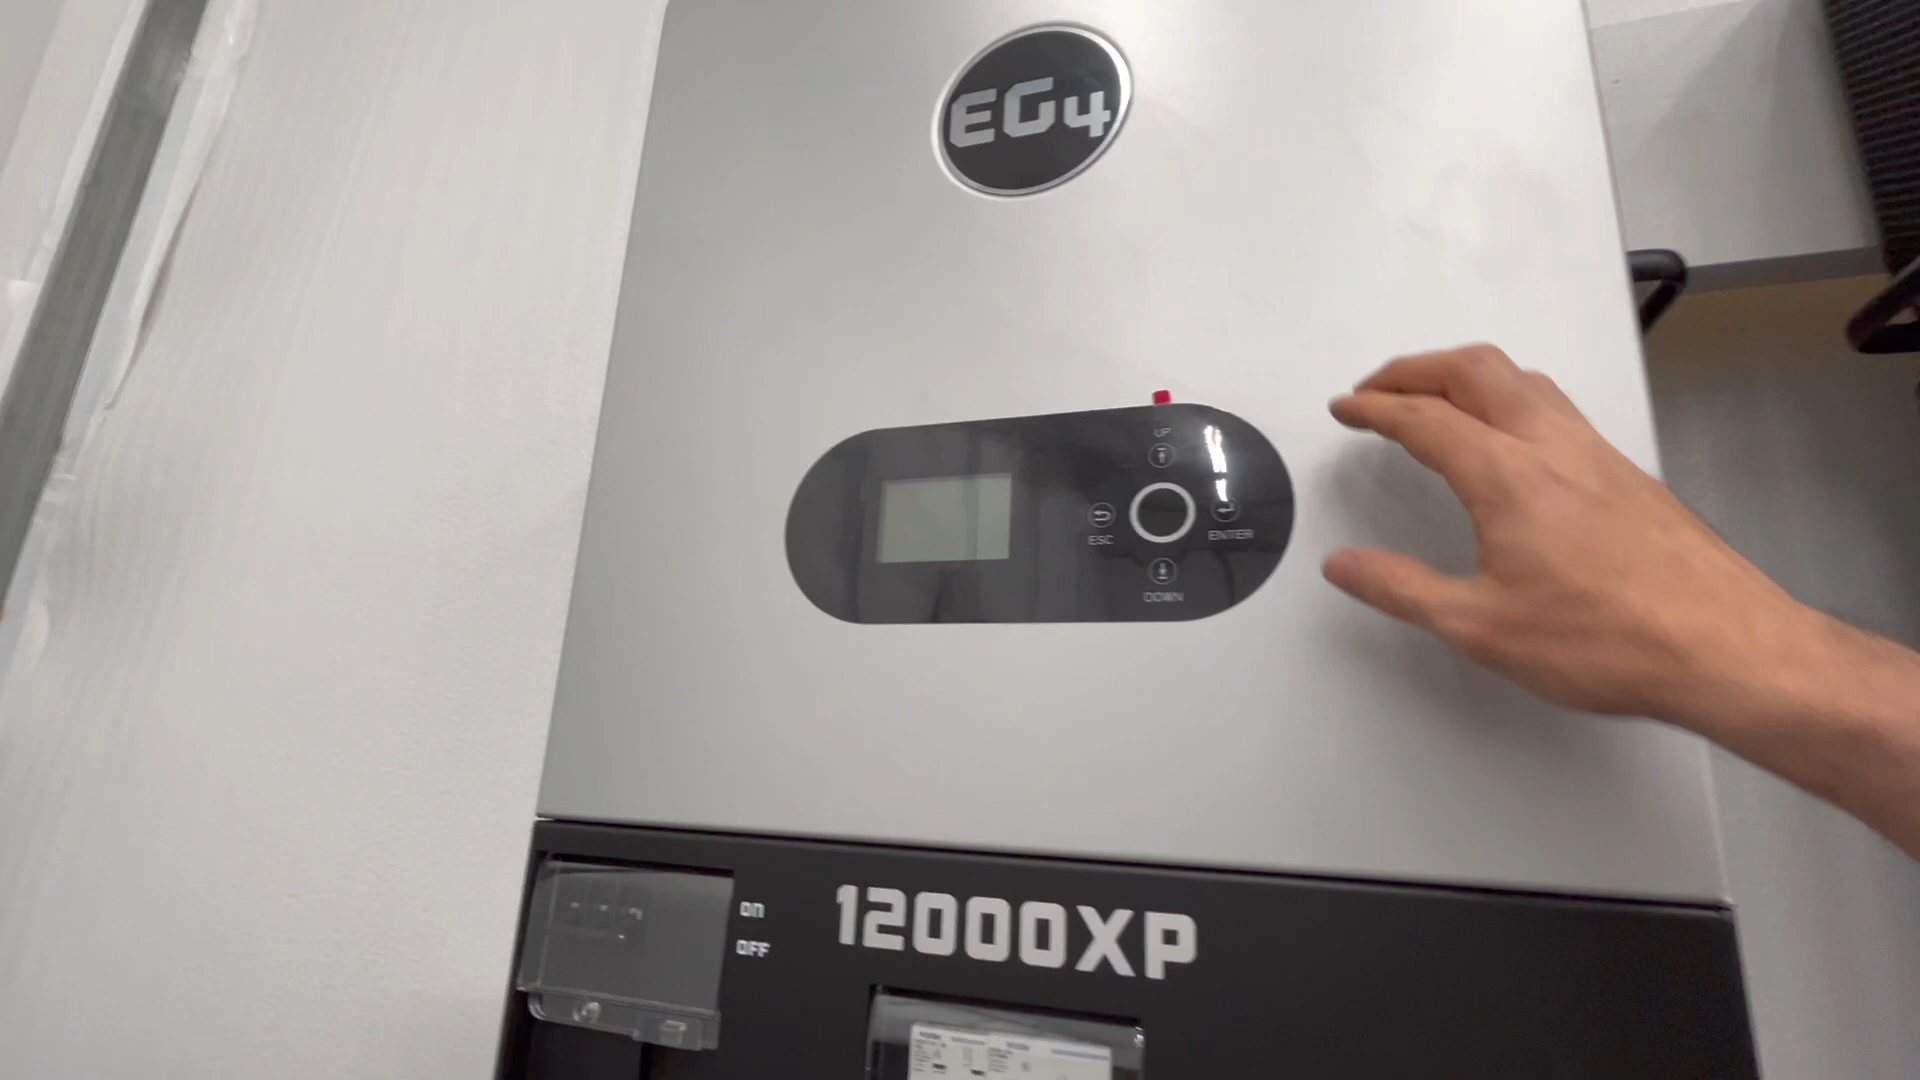 EG4
UP
ESC
ENTER
DOWN
ON
OFF
12000XP